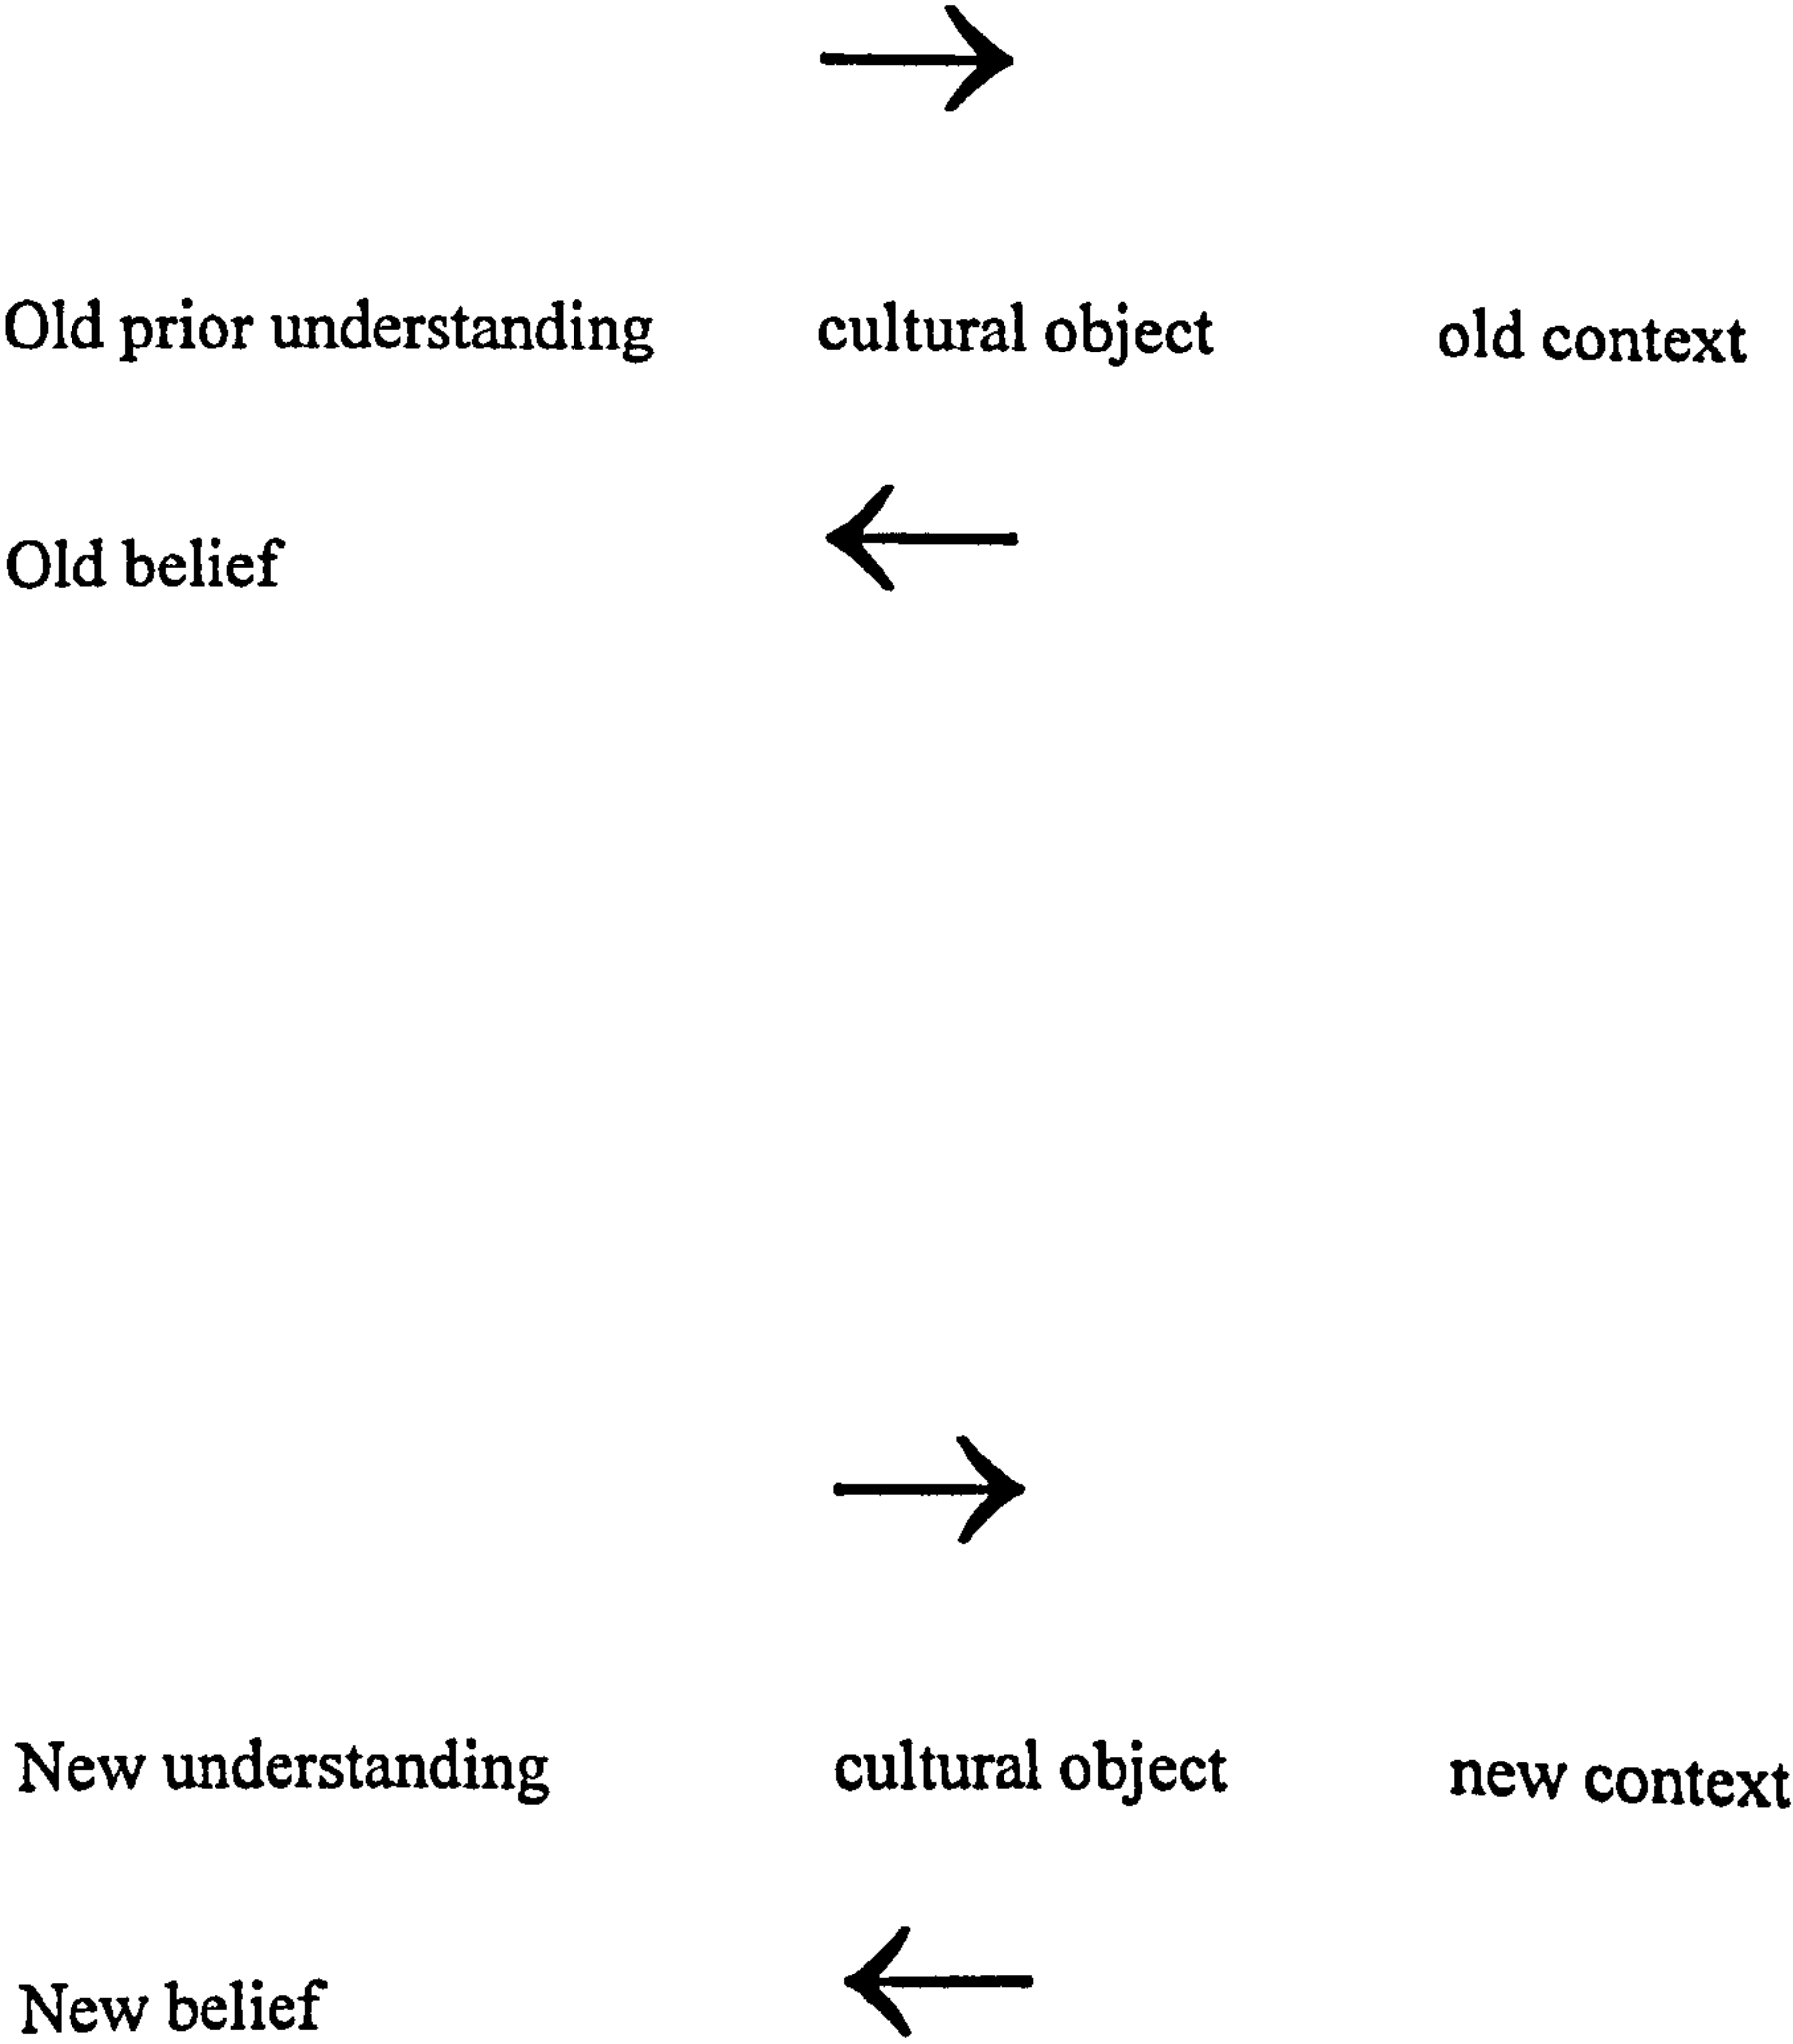 Old prior understanding cultural object old context
Old belief
New understanding cultural object new context
New belief